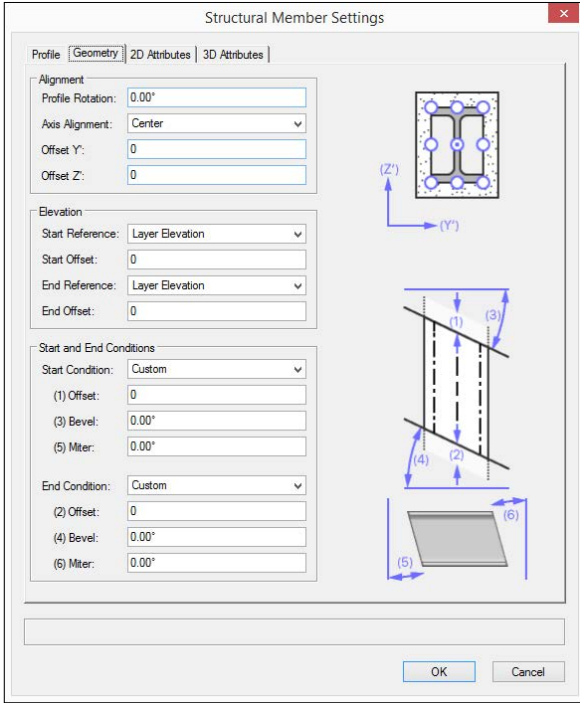 Structural Member Settings
Profile Geometry 2D Attributes 3D Attributes
Alignment
Profile Rotation: 0.00°
Axis Alignment: Center
Offset Y': 0
Offset Z': 0
(Z')
(Y')
Elevation
Start Reference: Layer Elevation
Start Offset: 0
End Reference: Layer Elevation
End Offset: 0
(1)
(3)
Start and End Conditions
Start Condition: Custom
(1) Offset: 0
(3) Bevel: 0.00°
(5) Miter: 0.00°
(4)
(2)
End Condition: Custom
(2) Offset: 0
(4) Bevel: 0.00°
(6) Miter: 0.00°
(6)
(5)
OK Cancel